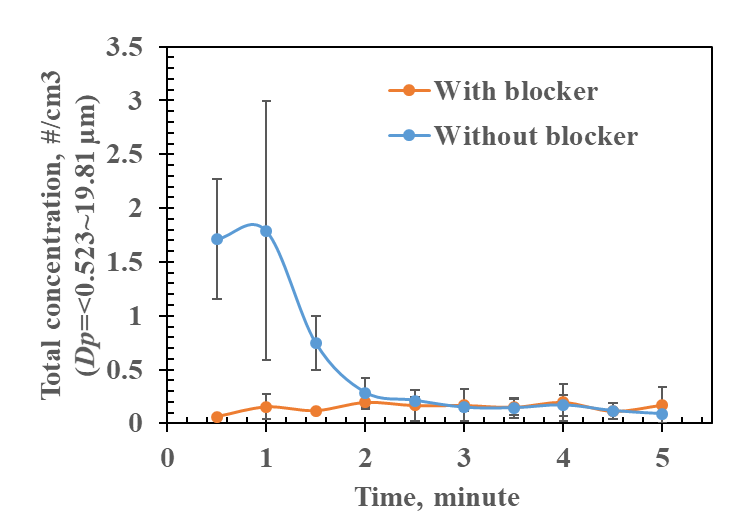 Total concentration, #/cm3
(Dp=<0.523~19.81 μm)
3.5
3
2.5
2
1.5
1
0.5
0
With blocker
Without blocker
0 1 2 3 4 5
Time, minute